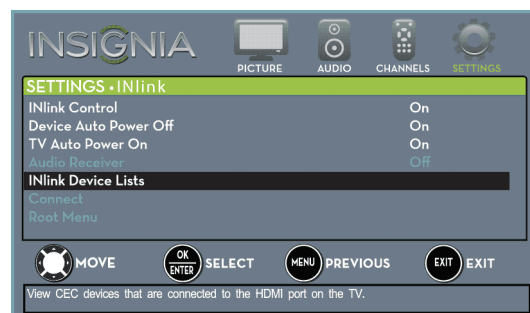 INSIGNIA
PICTURE AUDIO CHANNELS SETTINGS
SETTINGS • INlink
INlink Control On
Device Auto Power Off On
TV Auto Power On On
Audio Receiver Off
INlink Device Lists
Connect
Root Menu
MOVE OK ENTER SELECT MENU PREVIOUS EXIT EXIT
View CEC devices that are connected to the HDMI port on the TV.